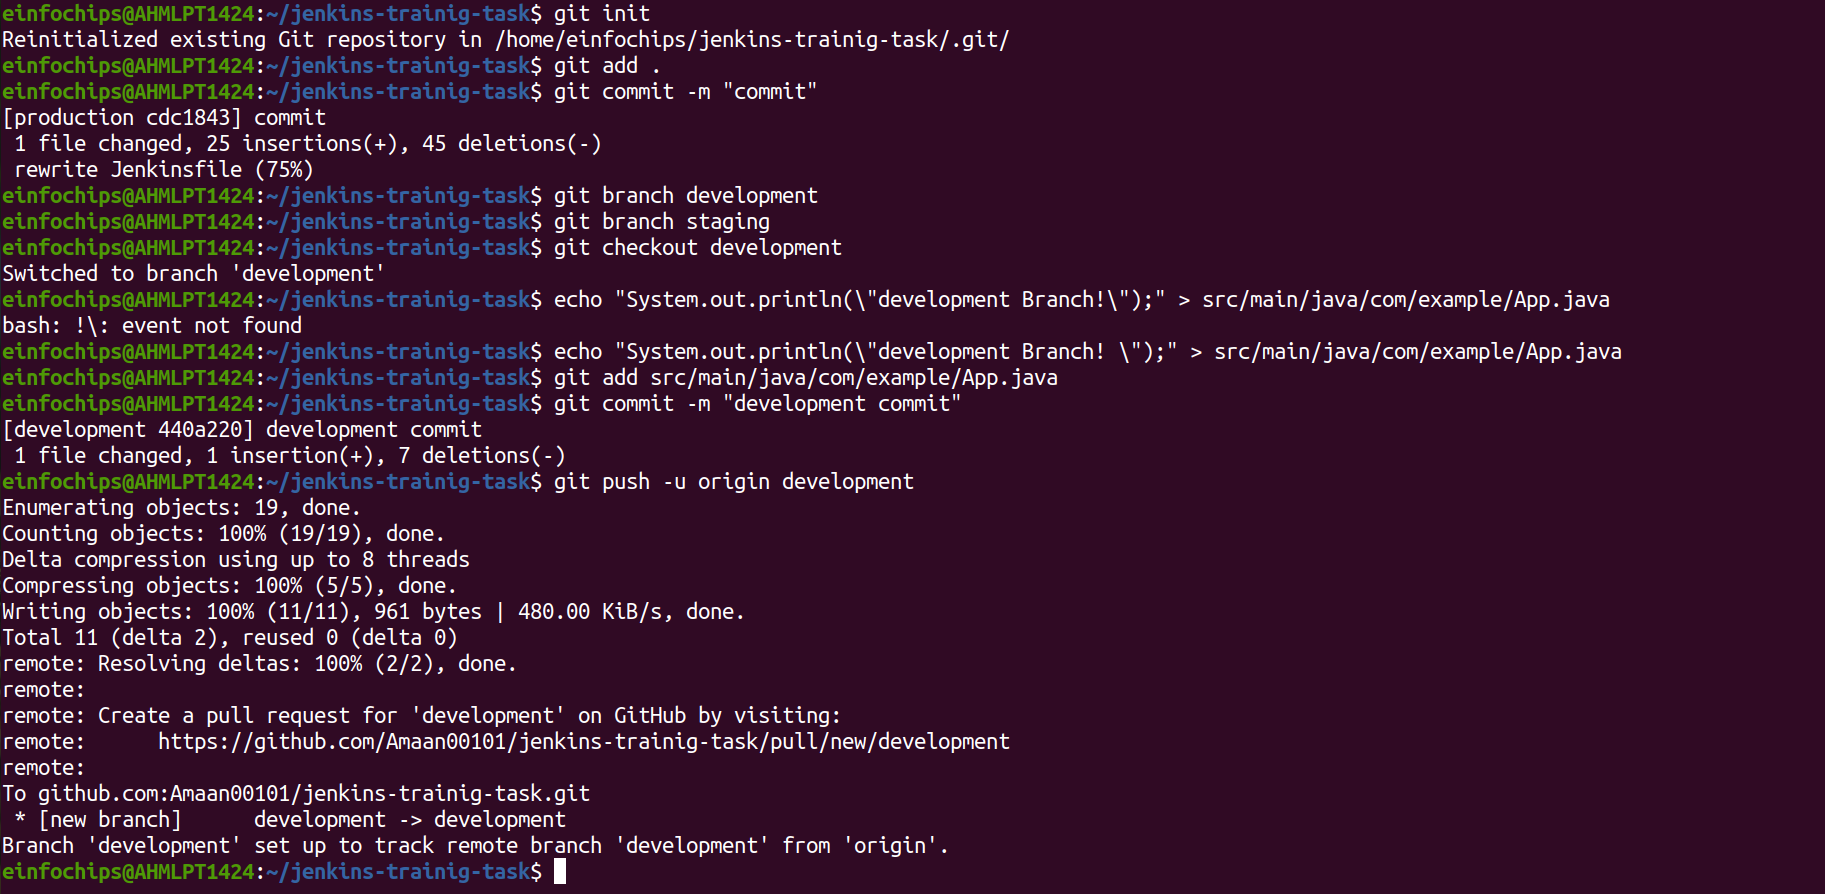 einfochips@AHMLPT1424:~/jenkins-trainig-task$ git init
Reinitialized existing Git repository in /home/einfochips/jenkins-trainig-task/.git/
einfochips@AHMLPT1424:~/jenkins-trainig-task$ git add .
einfochips@AHMLPT1424:~/jenkins-trainig-task$ git commit -m "commit"
[production cdc1843] commit
 1 file changed, 25 insertions(+), 45 deletions(-)
 rewrite Jenkinsfile (75%)
einfochips@AHMLPT1424:~/jenkins-trainig-task$ git branch development
einfochips@AHMLPT1424:~/jenkins-trainig-task$ git branch staging
einfochips@AHMLPT1424:~/jenkins-trainig-task$ git checkout development
Switched to branch 'development'
einfochips@AHMLPT1424:~/jenkins-trainig-task$ echo "System.out.println(\"development Branch!\");" > src/main/java/com/example/App.java
bash: !\: event not found
einfochips@AHMLPT1424:~/jenkins-trainig-task$ echo "System.out.println(\"development Branch! \");" > src/main/java/com/example/App.java
einfochips@AHMLPT1424:~/jenkins-trainig-task$ git add src/main/java/com/example/App.java
einfochips@AHMLPT1424:~/jenkins-trainig-task$ git commit -m "development commit"
[development 440a220] development commit
 1 file changed, 1 insertion(+), 7 deletions(-)
einfochips@AHMLPT1424:~/jenkins-trainig-task$ git push -u origin development
Enumerating objects: 19, done.
Counting objects: 100% (19/19), done.
Delta compression using up to 8 threads
Compressing objects: 100% (5/5), done.
Writing objects: 100% (11/11), 961 bytes | 480.00 KiB/s, done.
Total 11 (delta 2), reused 0 (delta 0)
remote: Resolving deltas: 100% (2/2), done.
remote:
remote: Create a pull request for 'development' on GitHub by visiting:
remote:      https://github.com/Amaan00101/jenkins-trainig-task/pull/new/development
remote:
To github.com:Amaan00101/jenkins-trainig-task.git
 * [new branch]      development -> development
Branch 'development' set up to track remote branch 'development' from 'origin'.
einfochips@AHMLPT1424:~/jenkins-trainig-task$